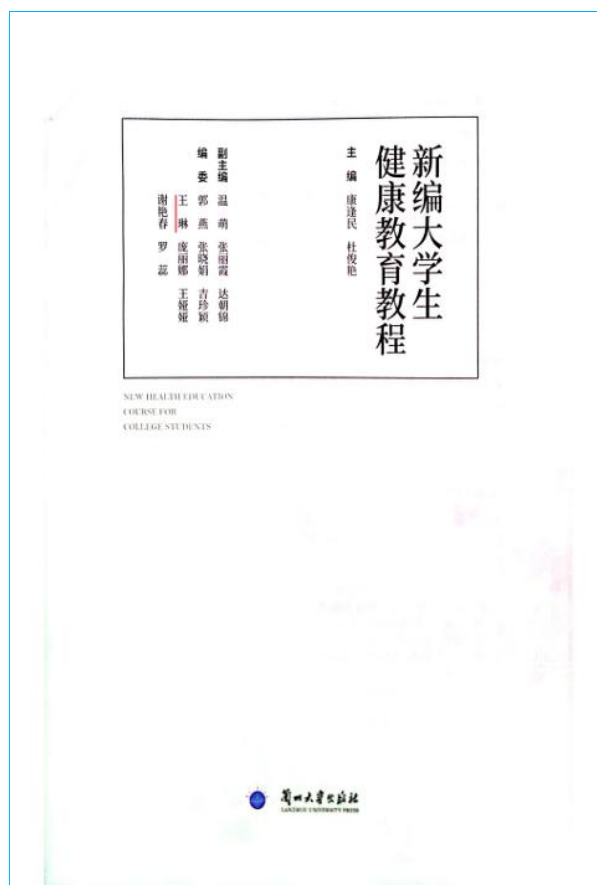 新编大学生
健康教育教程
主 编 康逢民 杜俊艳
副主编 温 萌 张丽霞 达朝锦
编 委 郭 燕 张晓娟 吉珍颖
王 琳 庞丽娜 王娅娅
谢艳春 罗 蕊
NEW HEALTH EDUCATION
COURSE FOR
COLLEGE STUDENTS
兰州大学出版社
LANZHOU UNIVERSITY PRESS